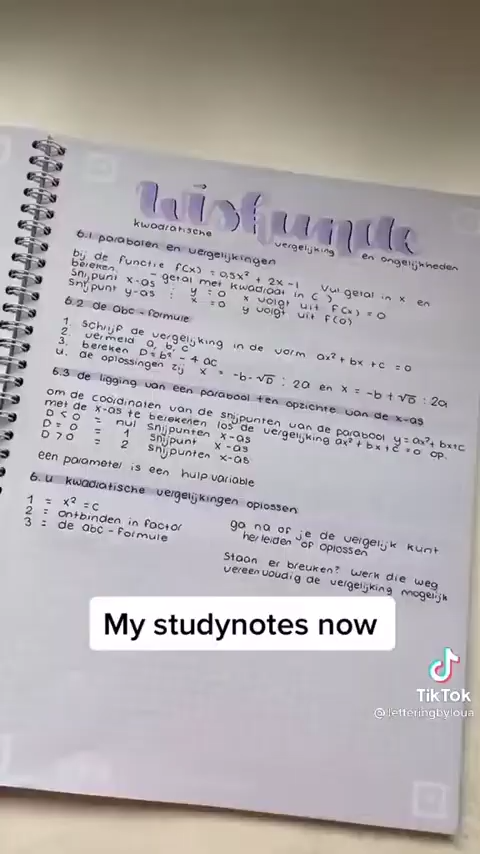 wiskunde
kwadratische vergelijking en ongelijkheden
6.1 parabolen en vergelijkingen
bij de functie f(x) = 0,5x² + 2x -1 Vul getal in x en
bereken. - getal met kwadraat in ( )
Snijpunt x-as : y = 0 x volgt uit f(x) = 0
Snijpunt y-as : x = 0 y volgt uit f(0)
6.2 de abc-formule
1. Schrijf de vergelijking in de vorm ax² + bx + c = 0
2. vermeld a, b, c
3. bereken D = b² - 4 ac
4. de oplossingen zij x = -b-√D : 2a en x = -b + √D : 2a
6.3 de ligging van een parabool ten opzichte van de x-as
om de coordinaten van de snijpunten van de parabool y = ax² + bx+c
met de x-as te berekenen los de vergelijking ax² + bx + c = 0 op.
D < 0 = nul snijpunten x-as
D = 0 = 1 snijpunt x-as
D > 0 = 2 snijpunten x-as
een parameter is een hulpvariable
6.4 kwadiatische vergelijkingen oplossen
1 = x² = c
2 = ontbinden in factor
3 = de abc-formule
ga na of je de vergelijk kunt
herleiden of oplossen
Staan er breuken? Werk die weg
vereenvoudig de vergelijking mogelijk
My studynotes now
TikTok
@letteringbyloua